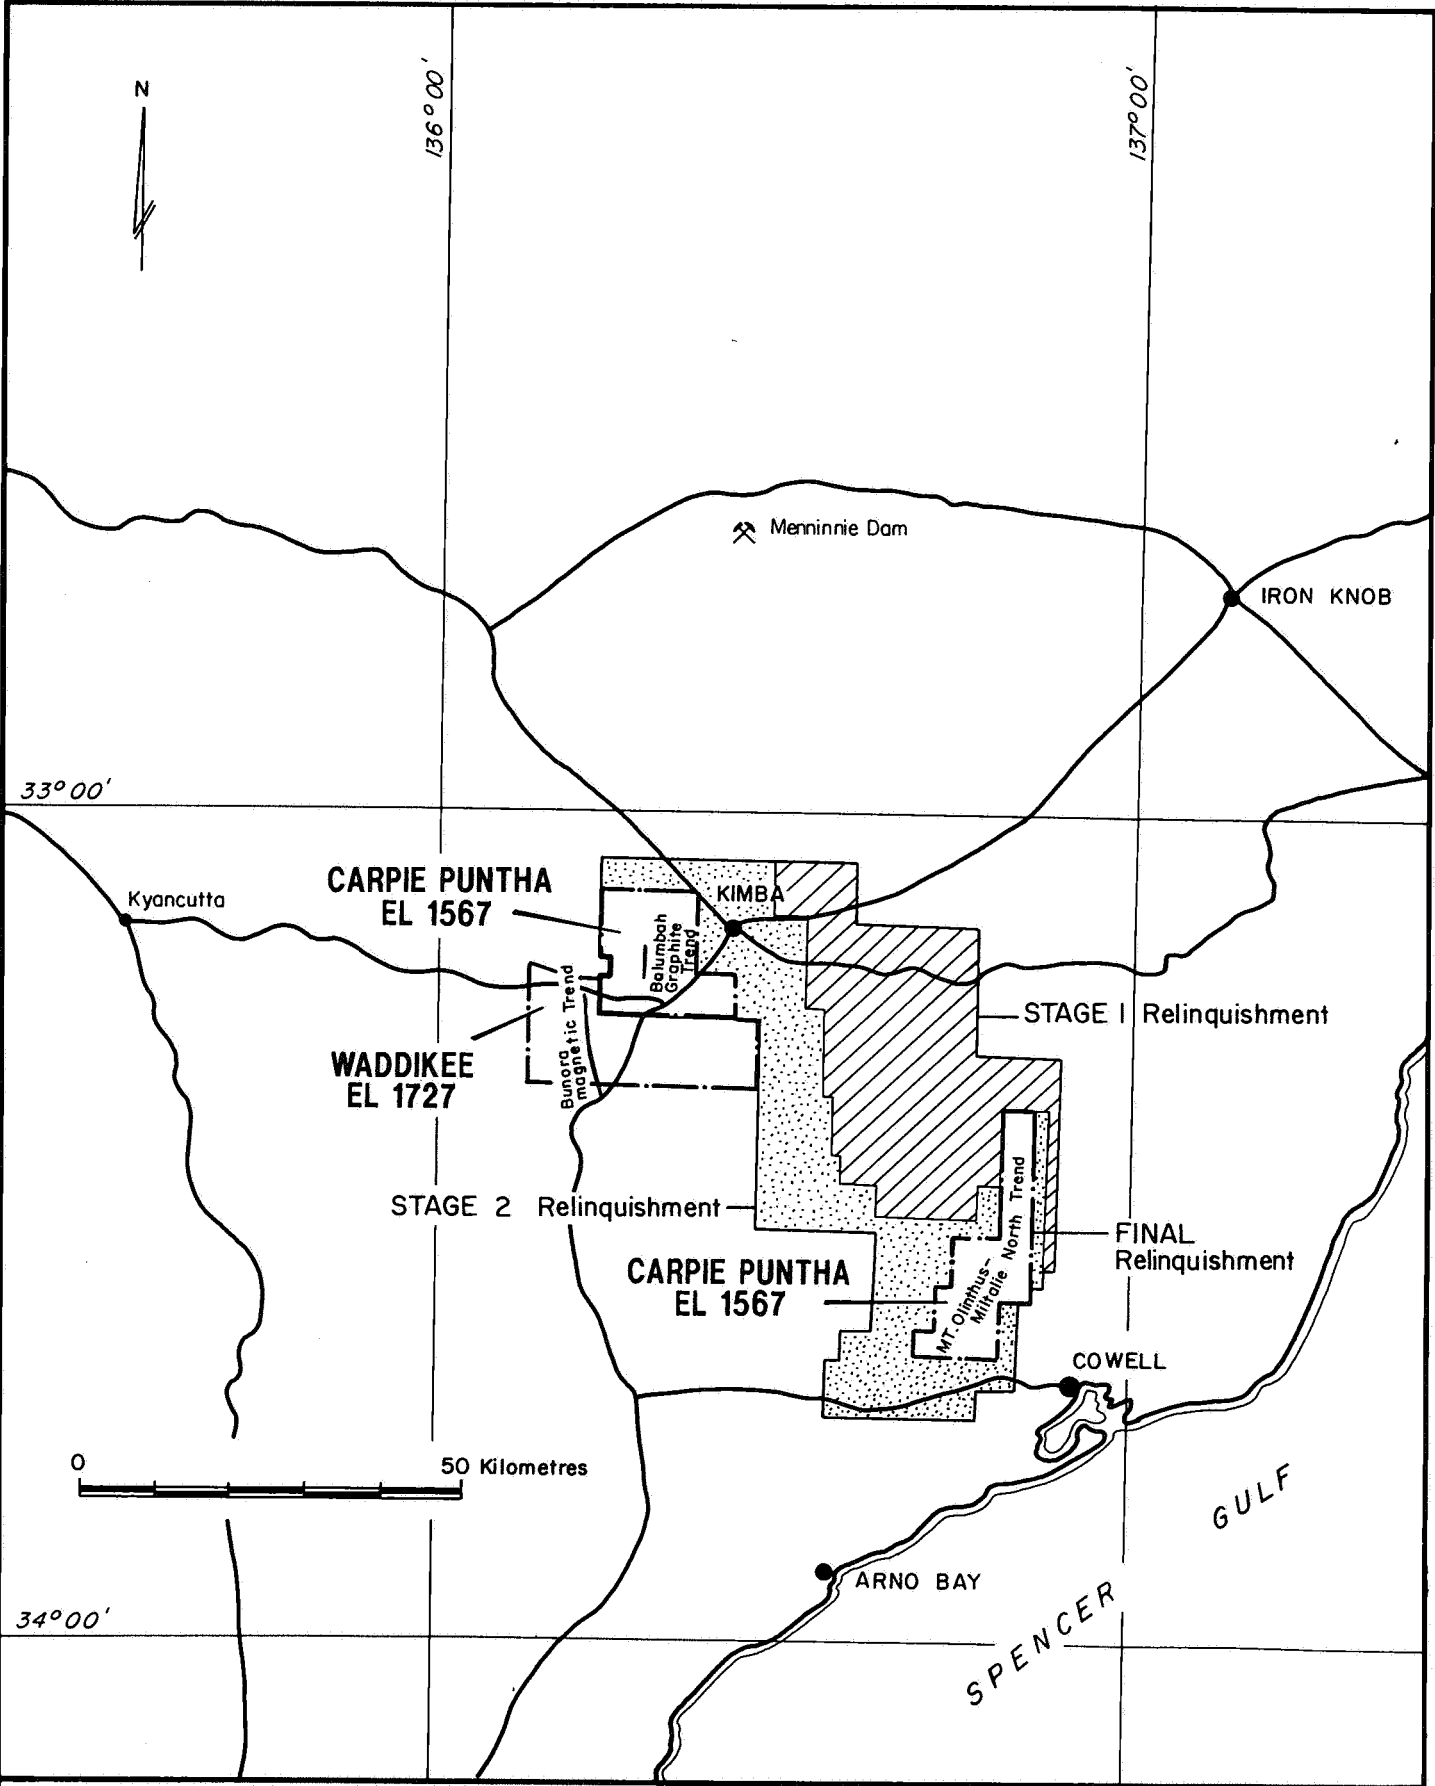 N
136°00'
137°00'
Menninnie Dam
IRON KNOB
33°00'
CARPIE PUNTHA
EL 1567
KIMBA
Kyancutta
Balumbah
Graphite
Trend
Bunora
magnetic Trend
STAGE 1 Relinquishment
WADDIKEE
EL 1727
STAGE 2 Relinquishment
FINAL
Relinquishment
CARPIE PUNTHA
EL 1567
MT. Olinthus-
Miltalie North Trend
COWELL
0
50 Kilometres
ARNO BAY
34°00'
SPENCER GULF